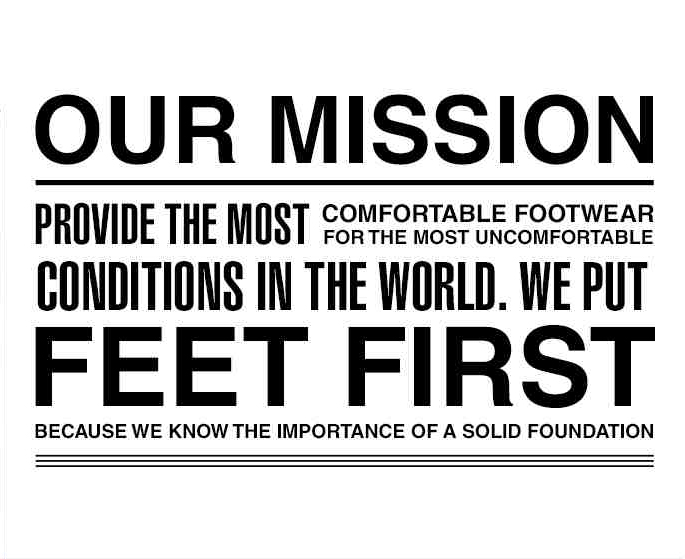 OUR MISSION
PROVIDE THE MOST COMFORTABLE FOOTWEAR
FOR THE MOST UNCOMFORTABLE
CONDITIONS IN THE WORLD. WE PUT
FEET FIRST
BECAUSE WE KNOW THE IMPORTANCE OF A SOLID FOUNDATION